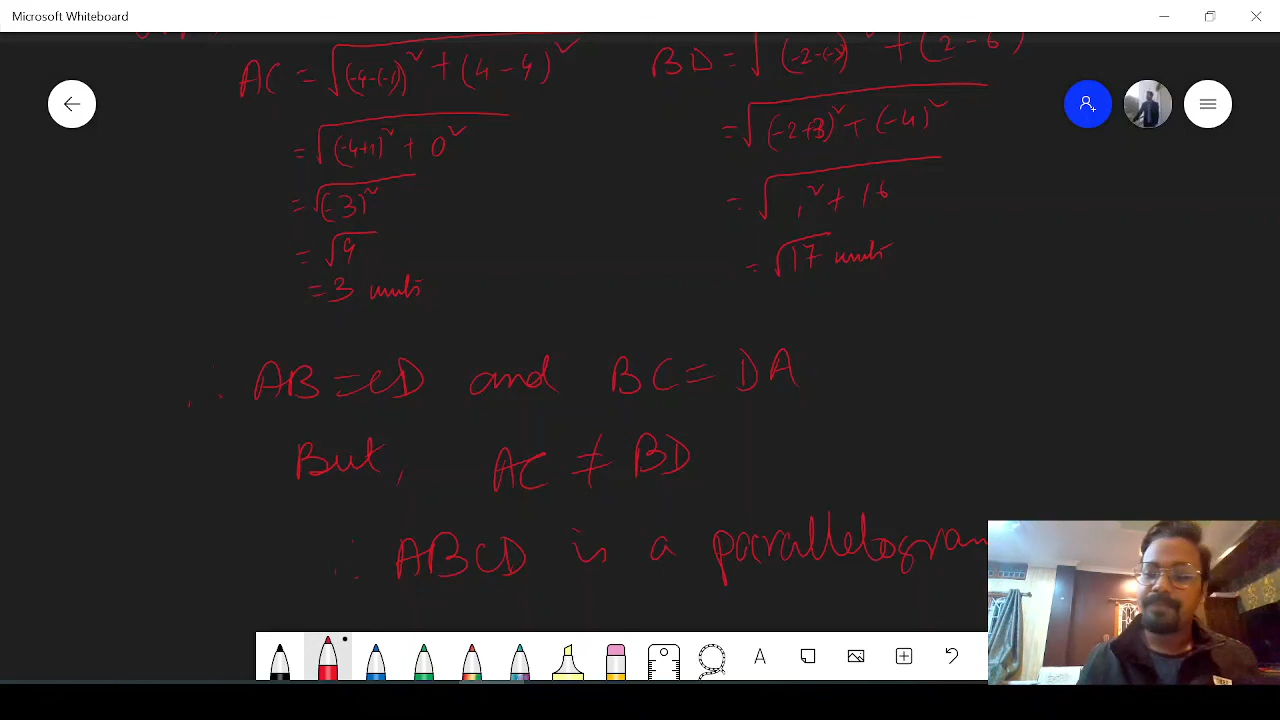 Microsoft Whiteboard
AC = √((-4-(-1))² + (4-4)²)
= √((-4+1)² + 0²)
= √(-3)²
= √9
= 3 units
BD = √((-2-(-3))² + (2-6)²)
= √((-2+3)² + (-4)²)
= √(1² + 16)
= √17 units
∴ AB = CD and BC = DA
But, AC ≠ BD
∴ ABCD is a parallelogram
A